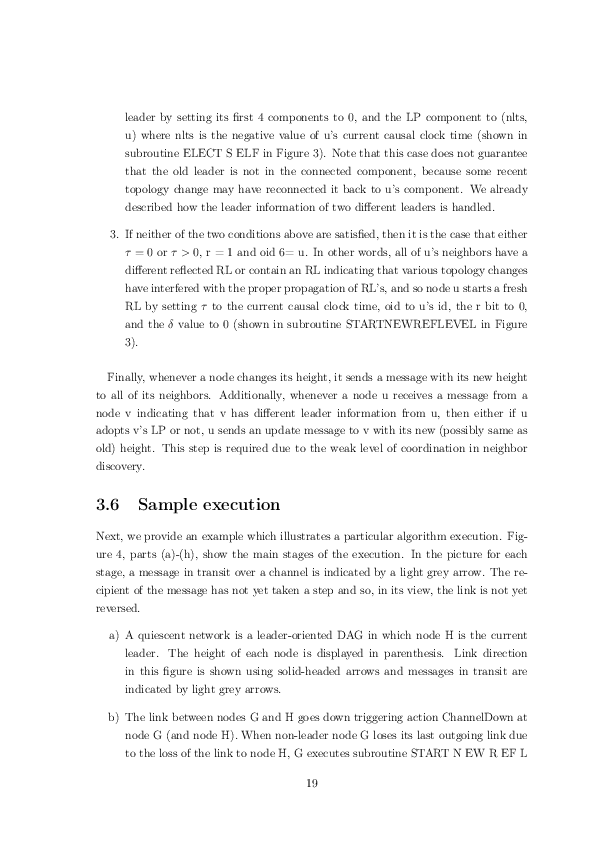 leader by setting its first 4 components to 0, and the LP component to (nlts,
u) where nlts is the negative value of u's current causal clock time (shown in
subroutine ELECT S ELF in Figure 3). Note that this case does not guarantee
that the old leader is not in the connected component, because some recent
topology change may have reconnected it back to u's component. We already
described how the leader information of two different leaders is handled.
3. If neither of the two conditions above are satisfied, then it is the case that either
τ = 0 or τ > 0, r = 1 and oid 6= u. In other words, all of u's neighbors have a
different reflected RL or contain an RL indicating that various topology changes
have interfered with the proper propagation of RL's, and so node u starts a fresh
RL by setting τ to the current causal clock time, oid to u's id, the r bit to 0,
and the δ value to 0 (shown in subroutine STARTNEWREFLEVEL in Figure
3).
Finally, whenever a node changes its height, it sends a message with its new height
to all of its neighbors. Additionally, whenever a node u receives a message from a
node v indicating that v has different leader information from u, then either if u
adopts v's LP or not, u sends an update message to v with its new (possibly same as
old) height. This step is required due to the weak level of coordination in neighbor
discovery.
3.6 Sample execution
Next, we provide an example which illustrates a particular algorithm execution. Fig-
ure 4, parts (a)-(h), show the main stages of the execution. In the picture for each
stage, a message in transit over a channel is indicated by a light grey arrow. The re-
cipient of the message has not yet taken a step and so, in its view, the link is not yet
reversed.
a) A quiescent network is a leader-oriented DAG in which node H is the current
leader. The height of each node is displayed in parenthesis. Link direction
in this figure is shown using solid-headed arrows and messages in transit are
indicated by light grey arrows.
b) The link between nodes G and H goes down triggering action ChannelDown at
node G (and node H). When non-leader node G loses its last outgoing link due
to the loss of the link to node H, G executes subroutine START N EW R EF L
19